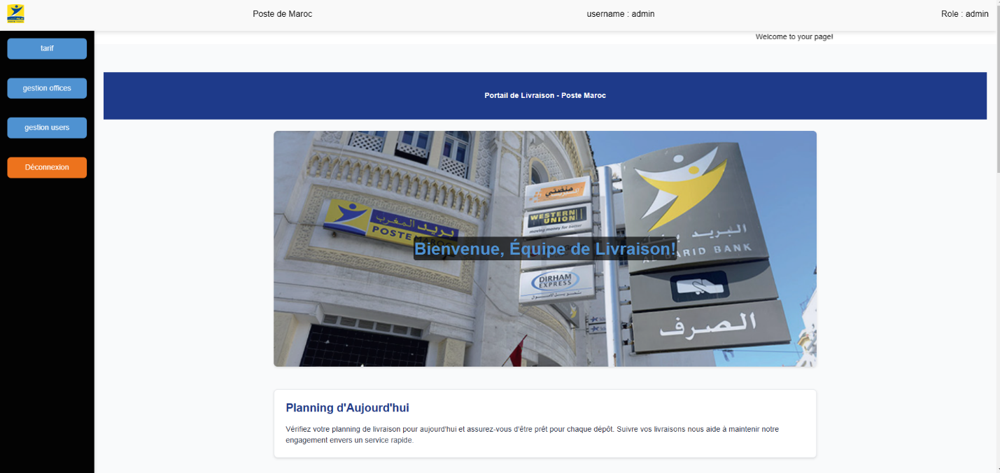 Poste de Maroc
username : admin
Role : admin
Welcome to your page!
tarif
gestion offices
gestion users
Déconnexion
Portail de Livraison - Poste Maroc
صنعتي
WESTERN
UNION
moving money for better
بريد المغرب
POSTE MAROC
البريد بنك
AL BARID BANK
Bienvenue, Équipe de Livraison!
DIRHAM
EXPRESS
الصرف
Planning d'Aujourd'hui
Vérifiez votre planning de livraison pour aujourd'hui et assurez-vous d'être prêt pour chaque dépôt. Suivre vos livraisons nous aide à maintenir notre
engagement envers un service rapide.